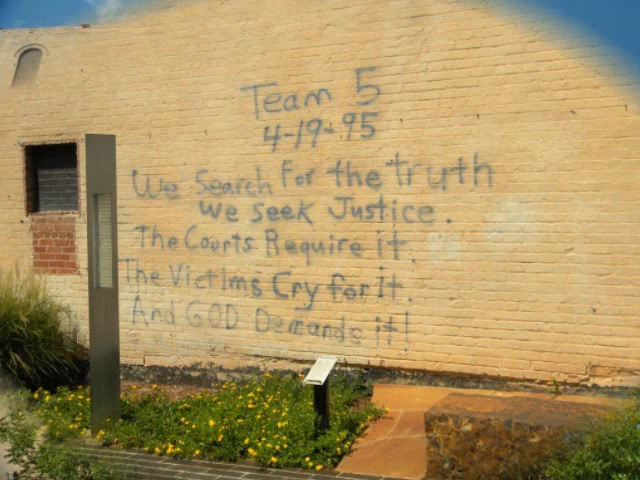 Team 5
4-19-95
We Search For the truth
We seek Justice.
The Courts Require it.
The Victims Cry for it.
And GOD Demands it!